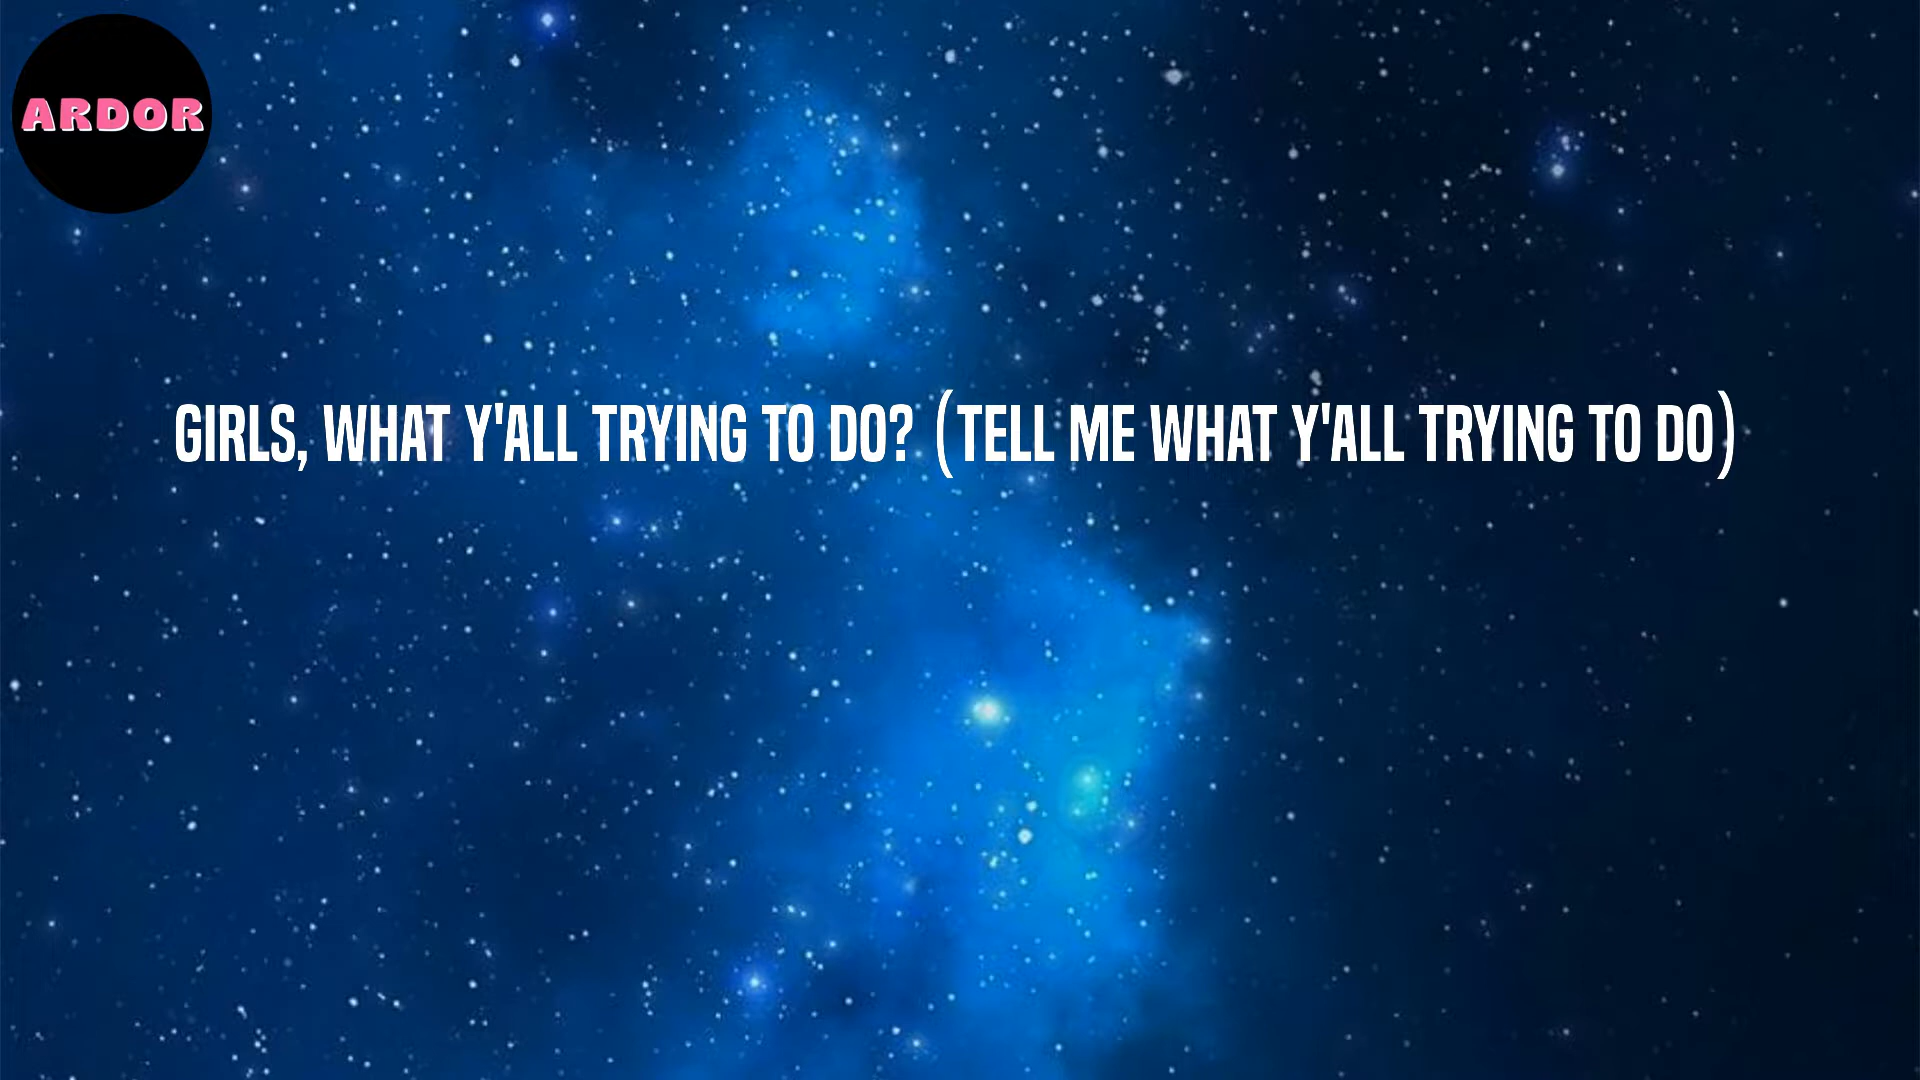 ARDOR
GIRLS, WHAT Y'ALL TRYING TO DO? (TELL ME WHAT Y'ALL TRYING TO DO)